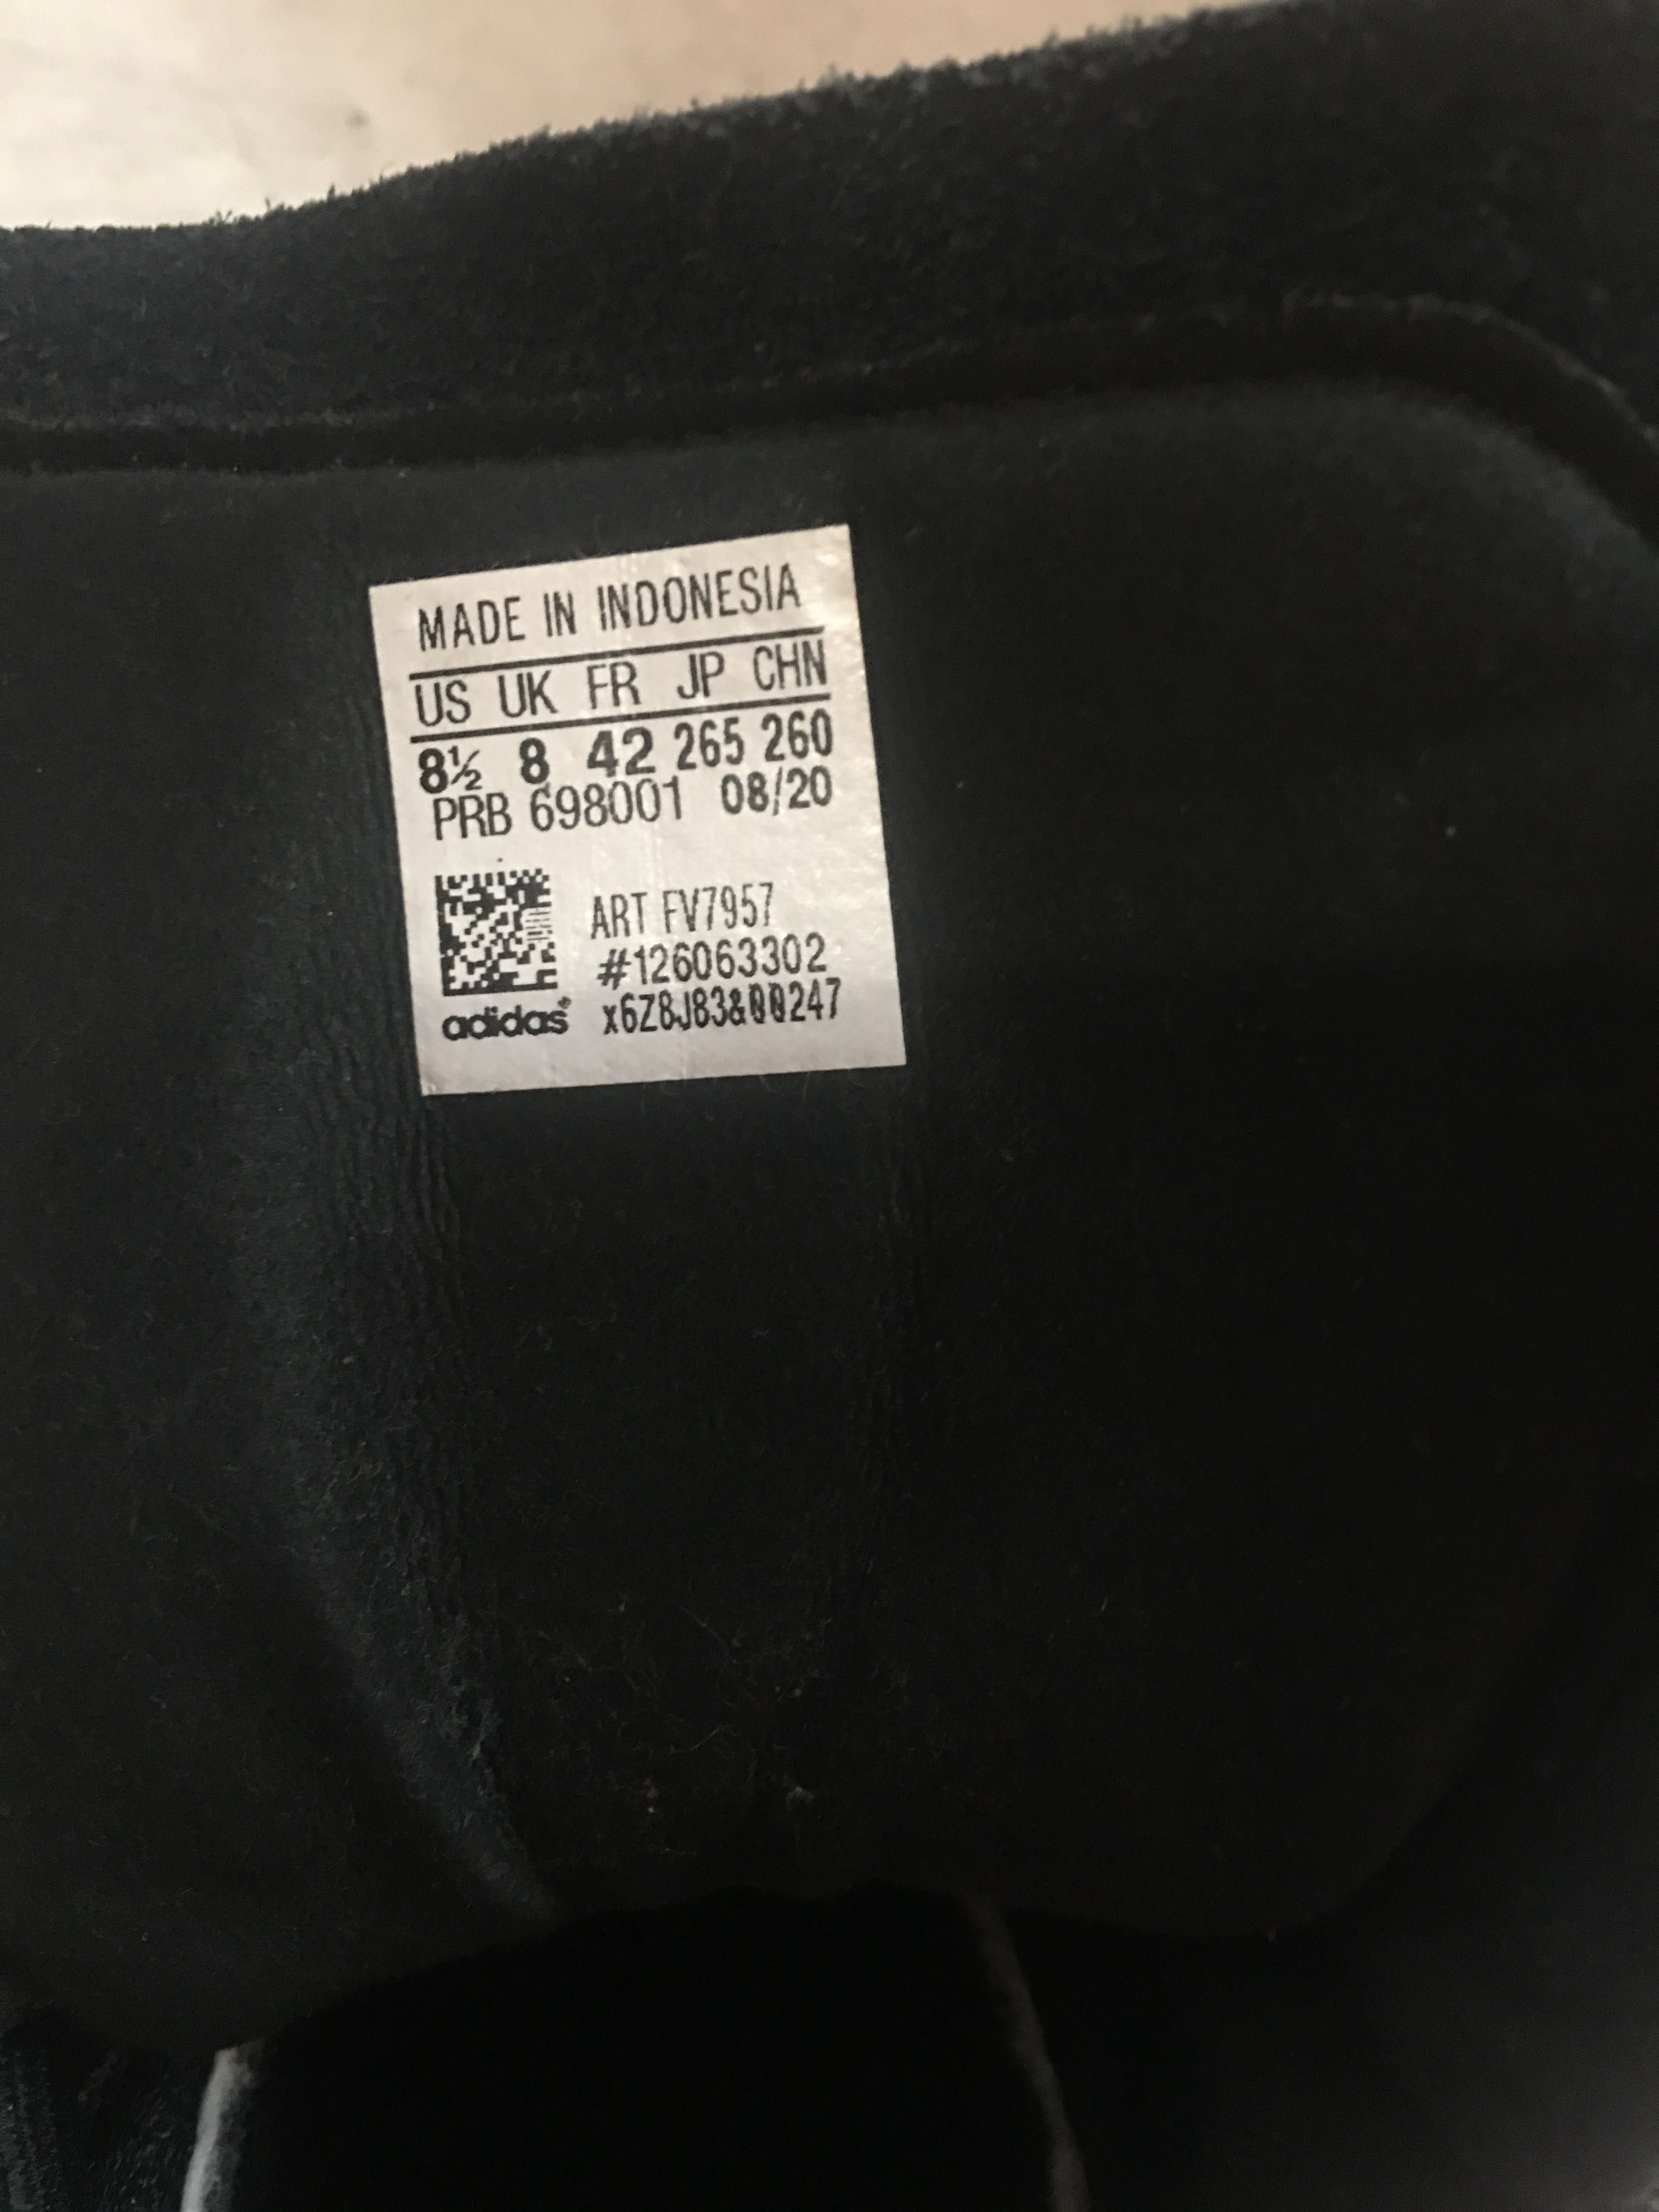 MADE IN INDONESIA
US UK FR JP CHN
8½ 8 42 265 260
PRB 698001 08/20
ART FV7957
#126063302
adidas® x6Z8J83&00247